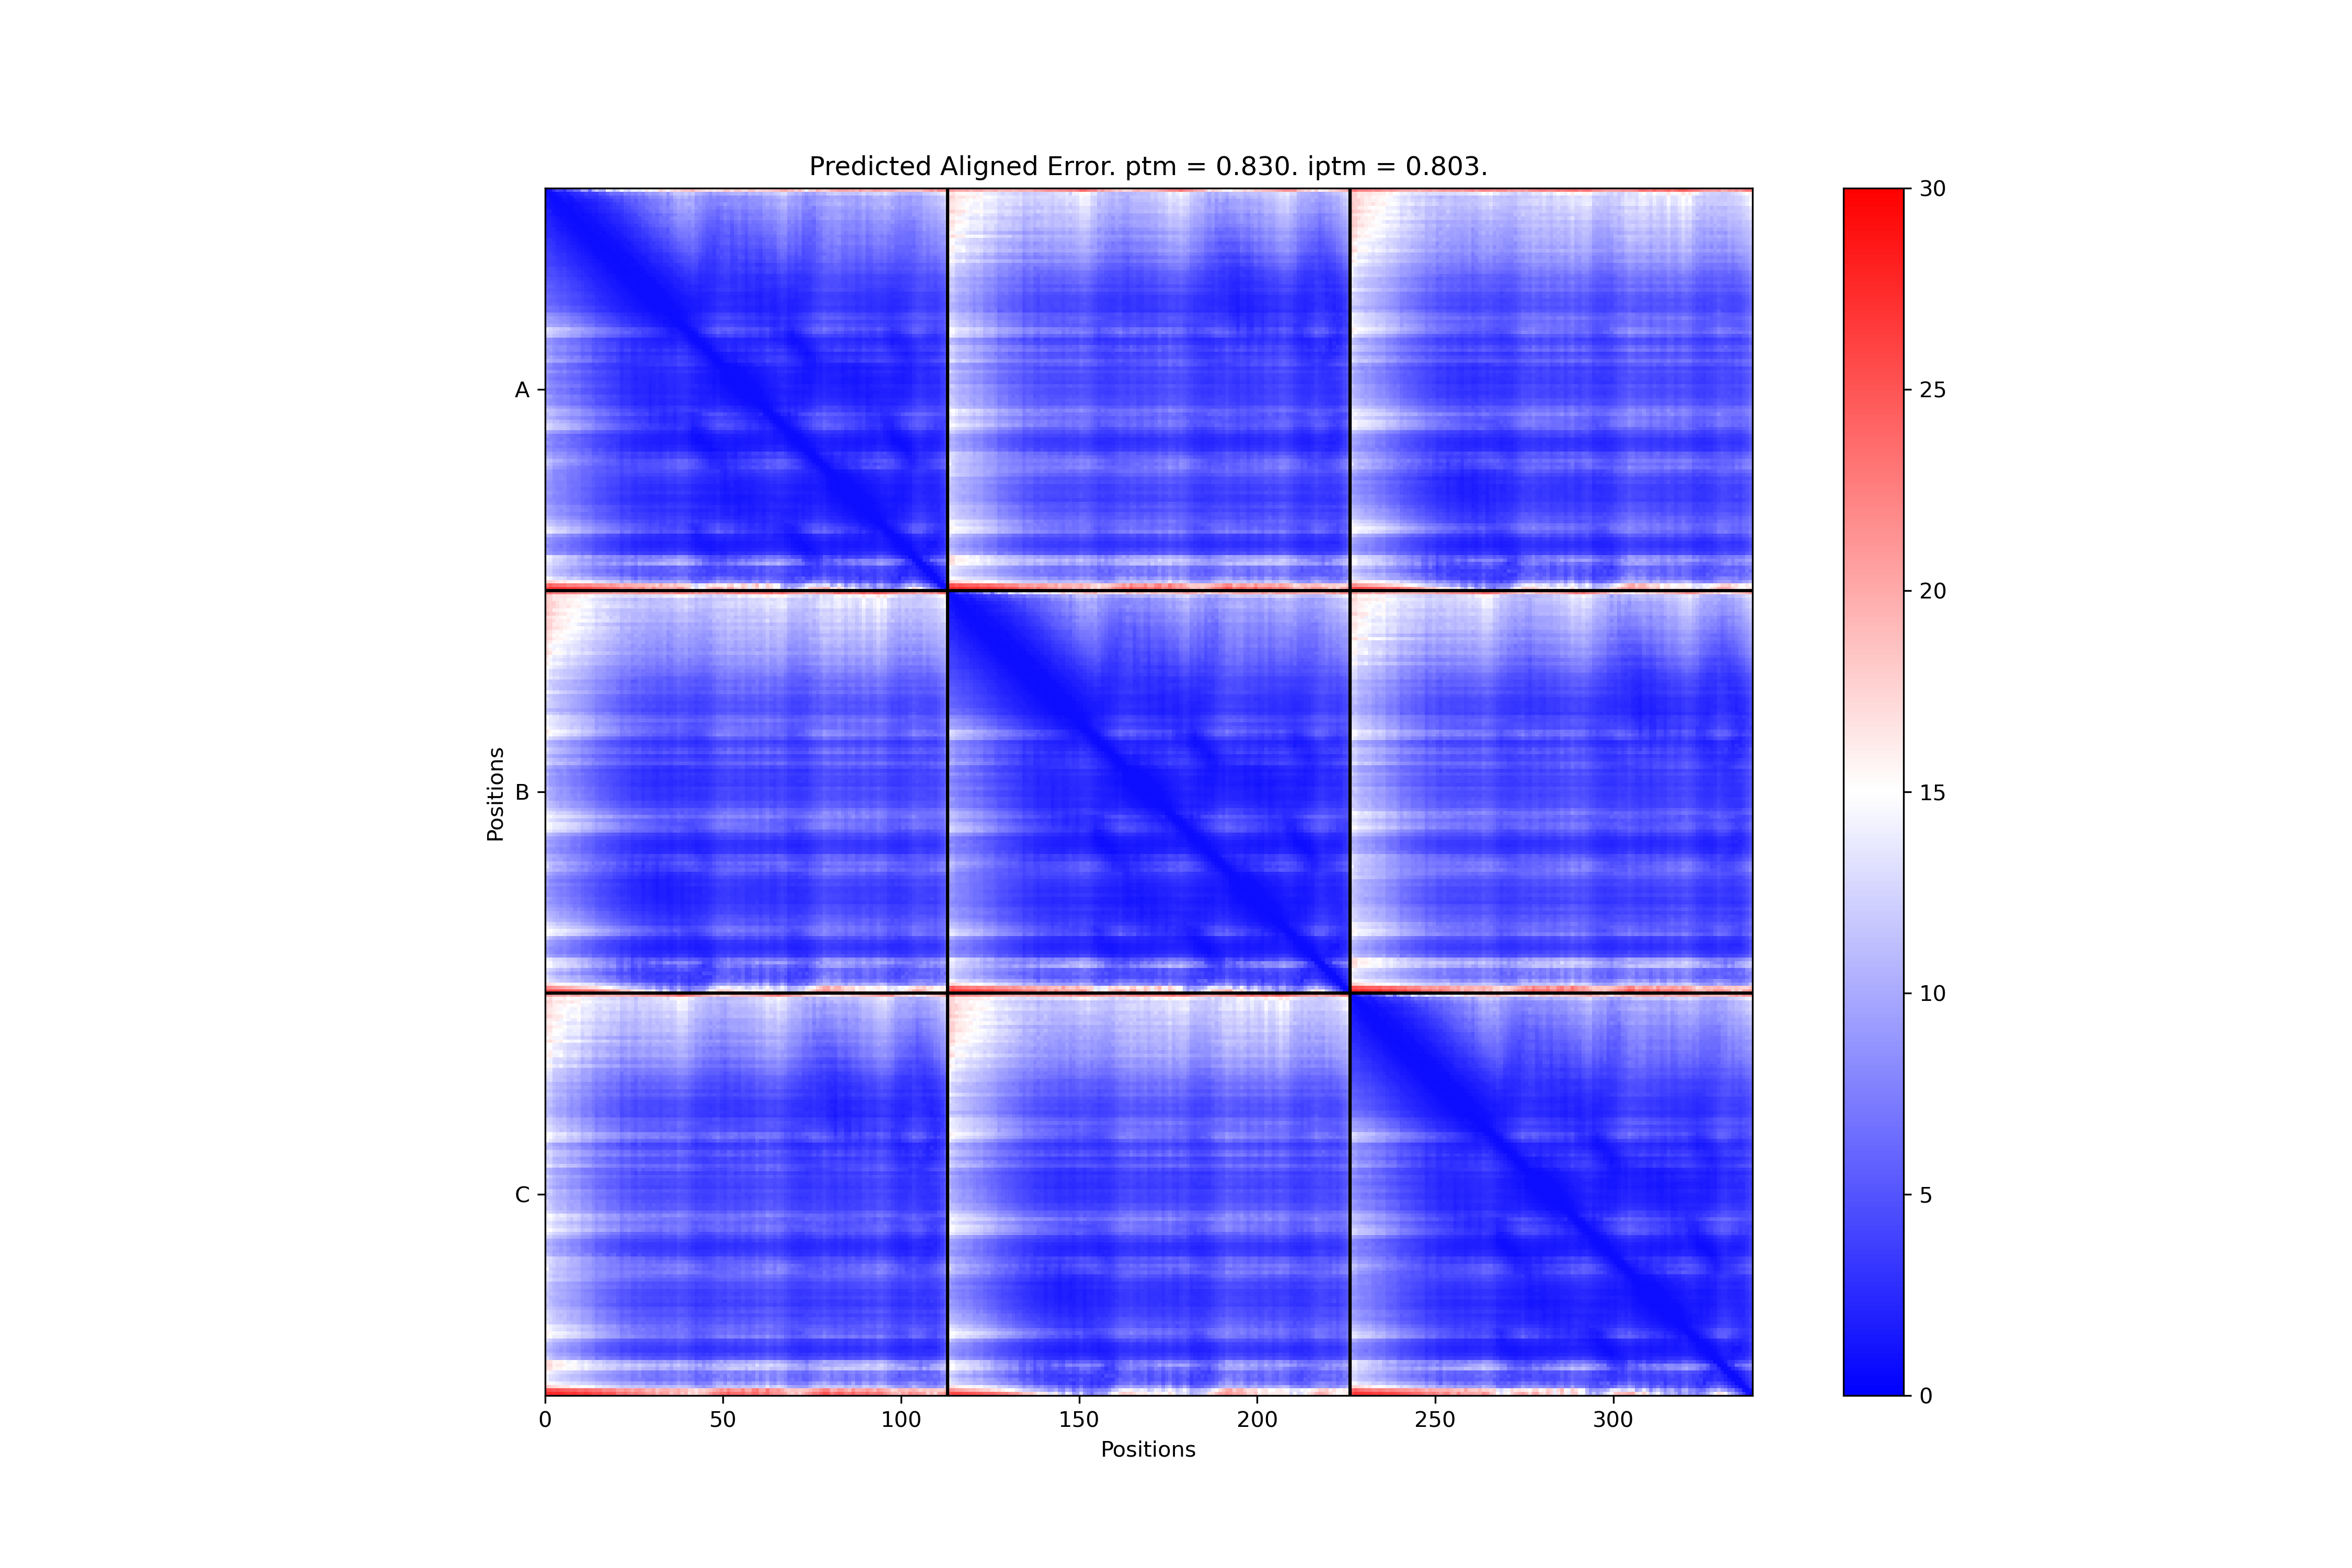 Predicted Aligned Error. ptm = 0.830. iptm = 0.803.
A
B
C
Positions
0 50 100 150 200 250 300
Positions
30
25
20
15
10
5
0